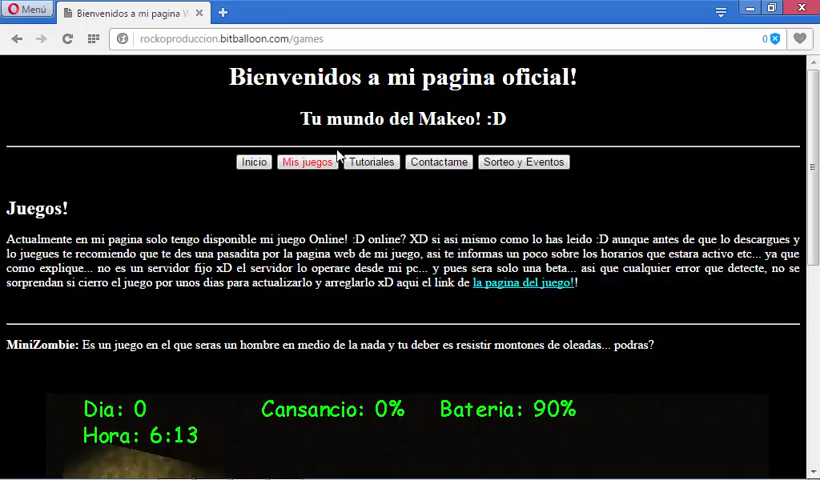 Menú
Bienvenidos a mi pagina W
rockoproduccion.bitballoon.com/games
0
Bienvenidos a mi pagina oficial!
Tu mundo del Makeo! :D
Inicio Mis juegos Tutoriales Contactame Sorteo y Eventos
Juegos!
Actualmente en mi pagina solo tengo disponible mi juego Online! :D online? XD si asi mismo como lo has leido :D aunque antes de que lo descargues y
lo juegues te recomiendo que te des una pasadita por la pagina web de mi juego, asi te informas un poco sobre los horarios que estara activo etc... ya que
como explique... no es un servidor fijo xD el servidor lo operare desde mi pc... y pues sera solo una beta... asi que cualquier error que detecte, no se
sorprendan si cierro el juego por unos dias para actualizarlo y arreglarlo xD aqui el link de la pagina del juego!!
MiniZombie: Es un juego en el que seras un hombre en medio de la nada y tu deber es resistir montones de oleadas... podras?
Dia: 0 Cansancio: 0% Bateria: 90%
Hora: 6:13